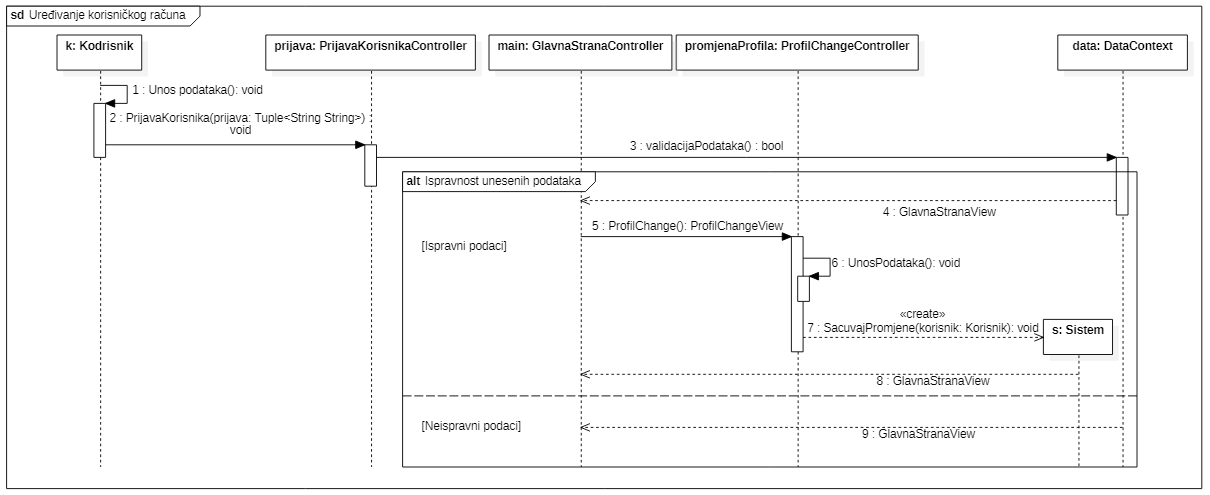 sd Uređivanje korisničkog računa
k: Kodrisnik
prijava: PrijavaKorisnikaController
main: GlavnaStranaController
promjenaProfila: ProfilChangeController
data: DataContext
1 : Unos podataka(): void
2 : PrijavaKorisnika(prijava: Tuple<String String>) :
void
3 : validacijaPodataka() : bool
alt Ispravnost unesenih podataka
4 : GlavnaStranaView
5 : ProfilChange(): ProfilChangeView
[Ispravni podaci]
6 : UnosPodataka(): void
«create»
7 : SacuvajPromjene(korisnik: Korisnik): void
s: Sistem
8 : GlavnaStranaView
[Neispravni podaci]
9 : GlavnaStranaView